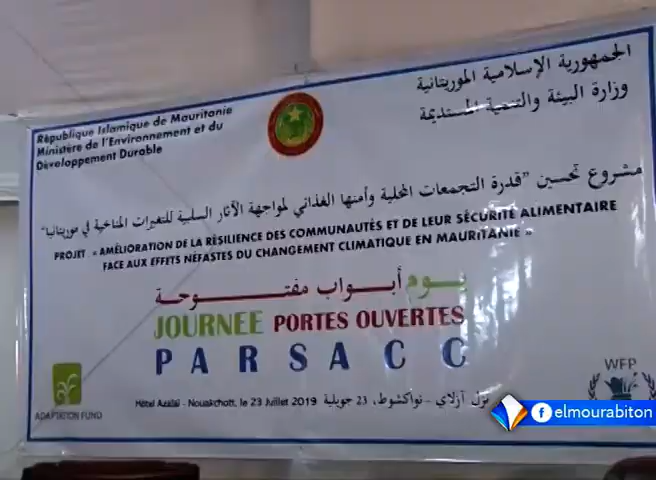 République Islamique de Mauritanie
Ministère de l'Environnement et du
Développement Durable
الجمهورية الإسلامية الموريتانية
وزارة البيئة والتنمية المستديمة
مشروع تحسين "قدرة التجمعات المحلية وأمنها الغذائي لمواجهة الآثار السلبية للتغيرات المناخية في موريتانيا"
PROJET : « AMÉLIORATION DE LA RÉSILIENCE DES COMMUNAUTÉS ET DE LEUR SÉCURITÉ ALIMENTAIRE
FACE AUX EFFETS NÉFASTES DU CHANGEMENT CLIMATIQUE EN MAURITANIE »
يـــوم أبـــواب مفتـــوحـــة
JOURNEE PORTES OUVERTES
PARSACC
Hôtel Azalaï - Nouakchott, le 23 Juillet 2019
نزل آزلاي - نواكشوط، 23 جويلية
ADAPTATION FUND
WFP
elmourabiton